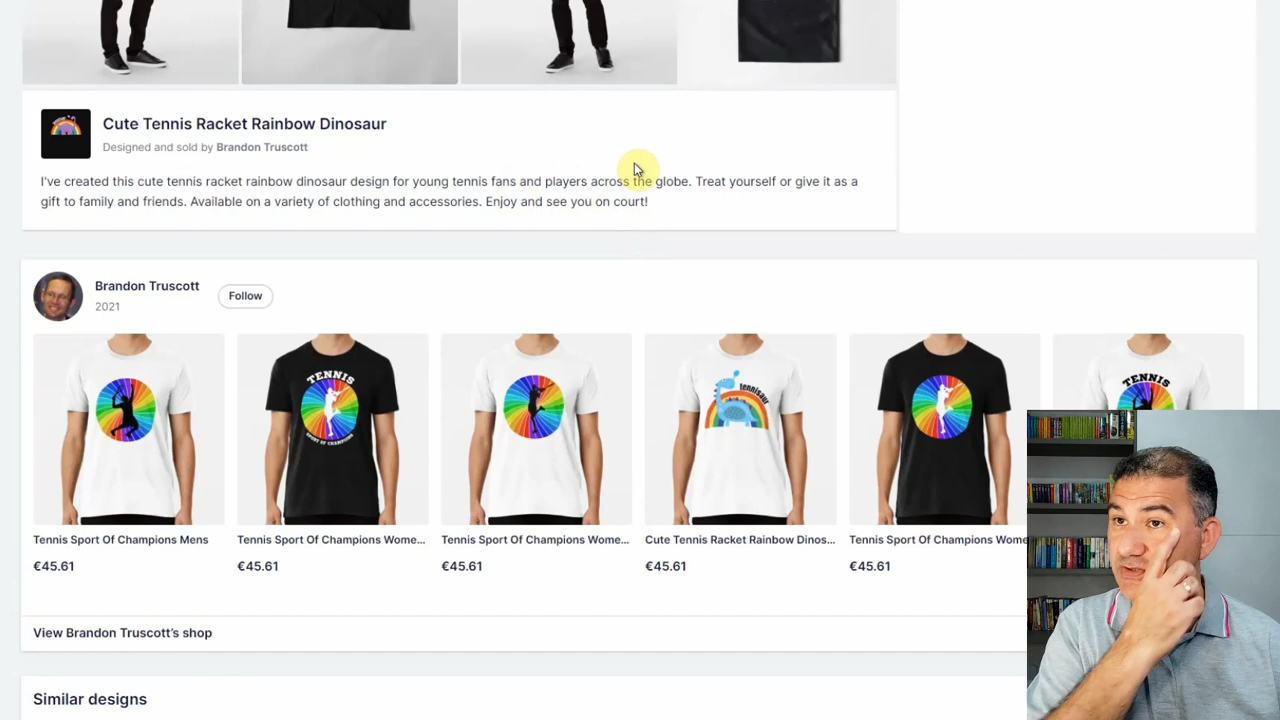 Cute Tennis Racket Rainbow Dinosaur
Designed and sold by Brandon Truscott
I've created this cute tennis racket rainbow dinosaur design for young tennis fans and players across the globe. Treat yourself or give it as a
gift to family and friends. Available on a variety of clothing and accessories. Enjoy and see you on court!
Brandon Truscott
2021
Follow
TENNIS
SPORT OF CHAMPIONS
tennisaur
TENNIS
Tennis Sport Of Champions Mens
Tennis Sport Of Champions Wome...
Tennis Sport Of Champions Wome...
Cute Tennis Racket Rainbow Dinos...
Tennis Sport Of Champions Wome
€45.61
€45.61
€45.61
€45.61
€45.61
View Brandon Truscott's shop
Similar designs